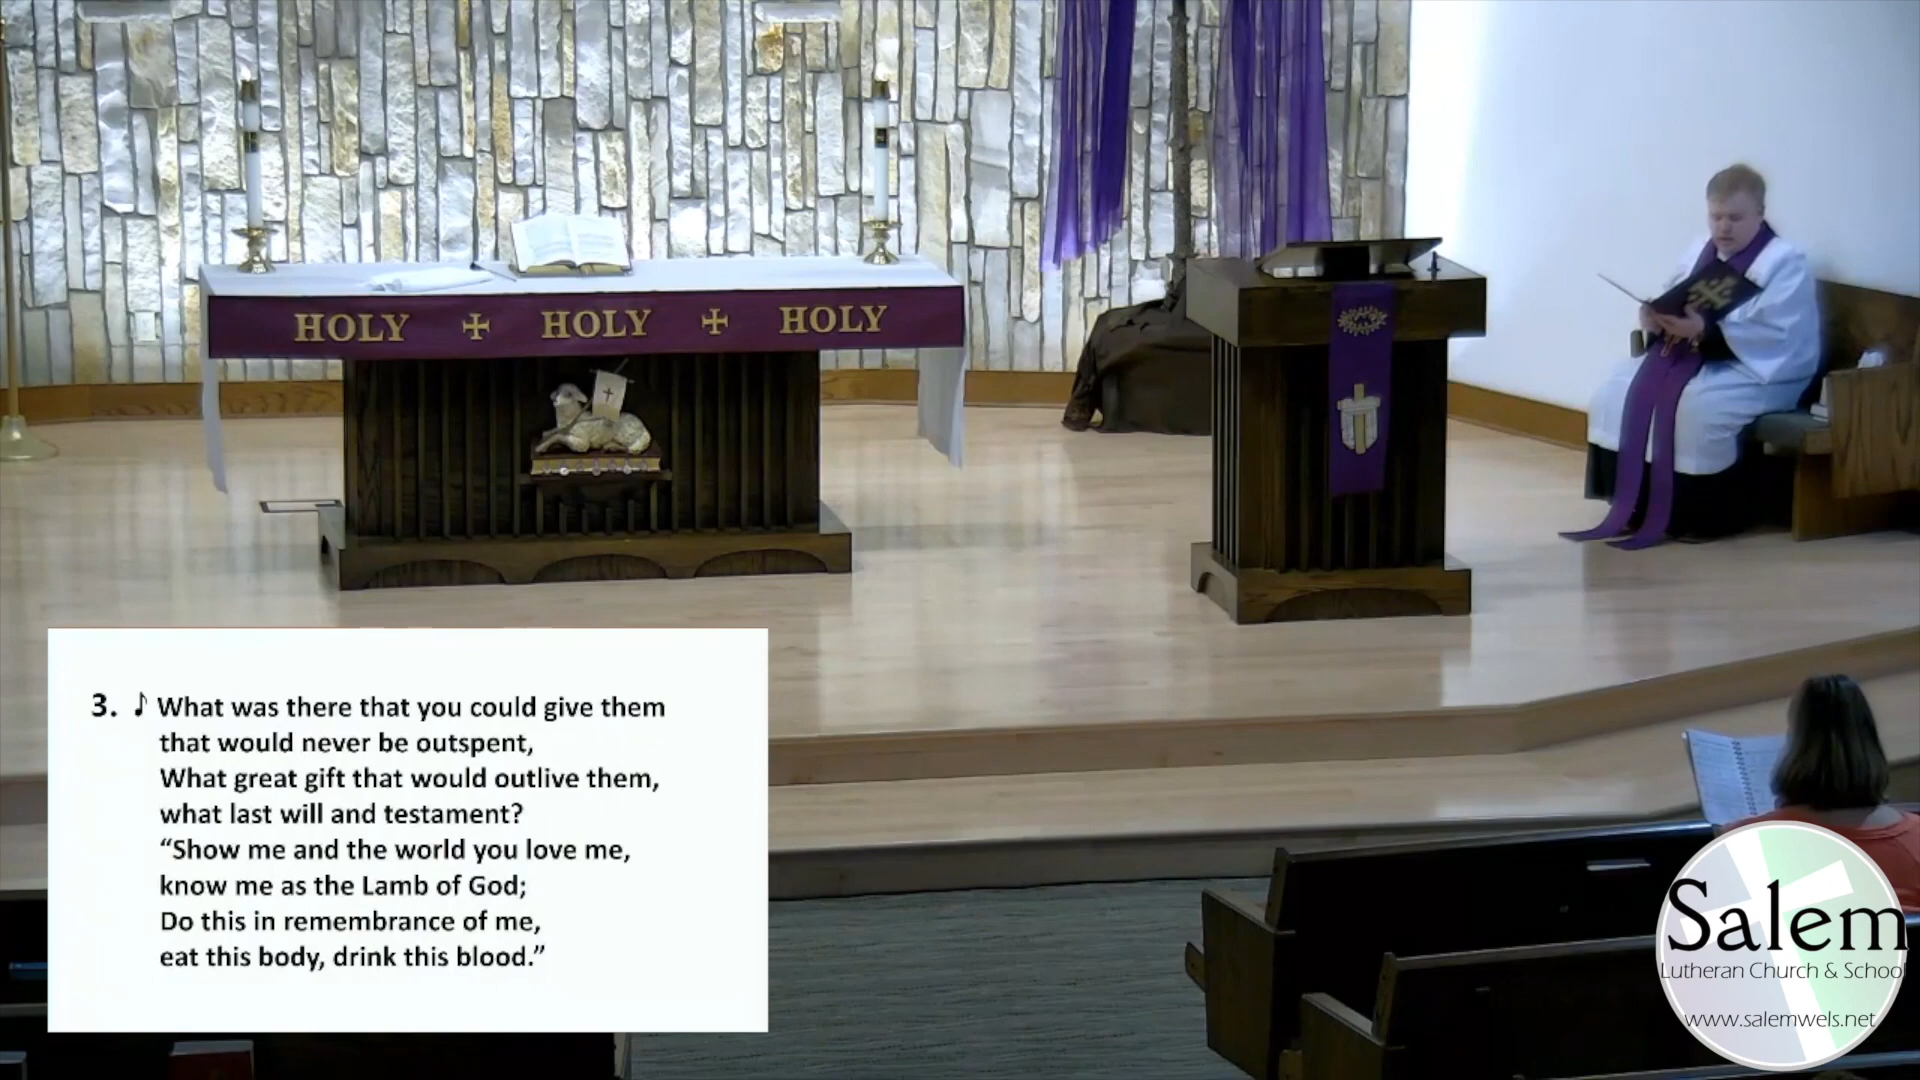 HOLY HOLY HOLY
3. ♪ What was there that you could give them
that would never be outspent,
What great gift that would outlive them,
what last will and testament?
“Show me and the world you love me,
know me as the Lamb of God;
Do this in remembrance of me,
eat this body, drink this blood.”
Salem
Lutheran Church & School
www.salemwels.net